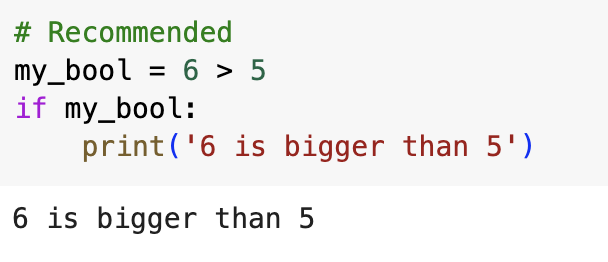 # Recommended
my_bool = 6 > 5
if my_bool:
    print('6 is bigger than 5')
6 is bigger than 5